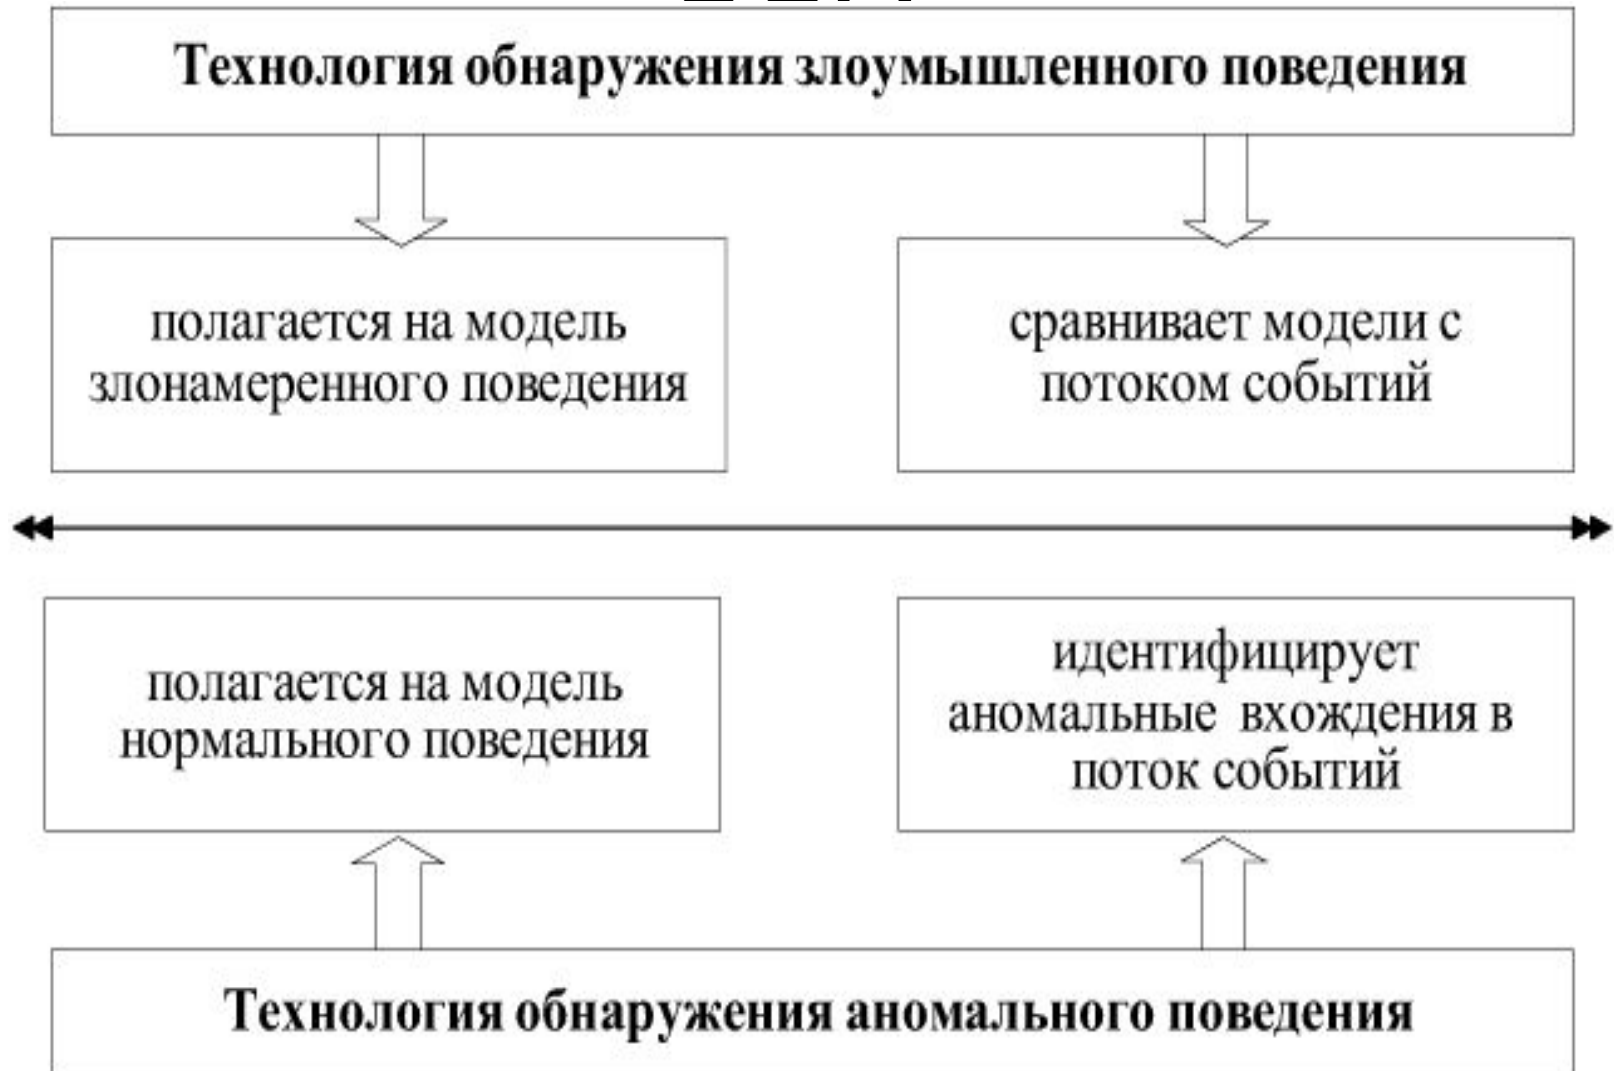 Технология обнаружения злоумышленного поведения
полагается на модель
злонамеренного поведения
сравнивает модели с
потоком событий
полагается на модель
нормального поведения
идентифицирует
аномальные вхождения в
поток событий
Технология обнаружения аномального поведения